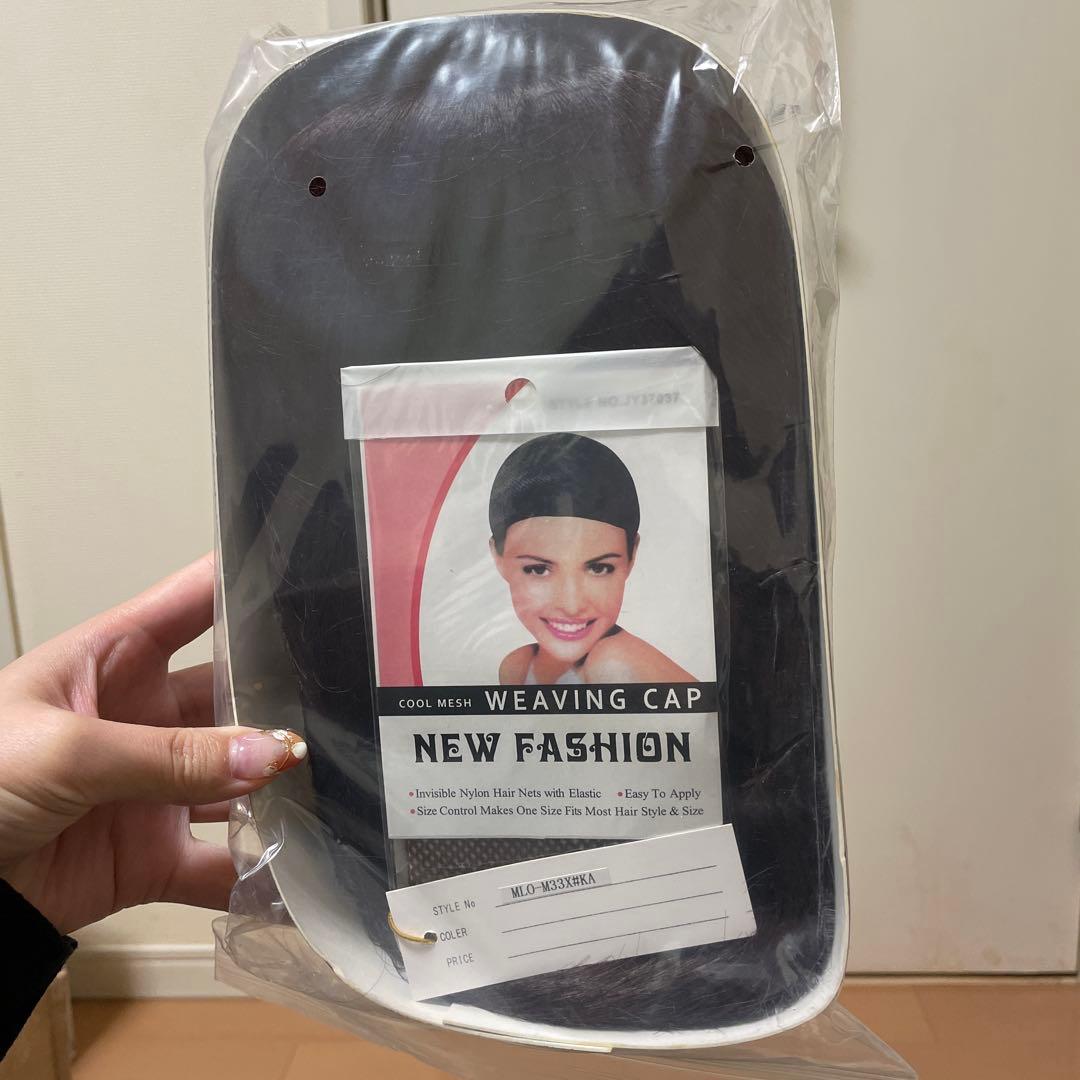 STYLE NO.JY37037
COOL MESH WEAVING CAP
NEW FASHION
•Invisible Nylon Hair Nets with Elastic •Easy To Apply
•Size Control Makes One Size Fits Most Hair Style & Size
STYLE No MLO-M33X#KA
COLER
PRICE